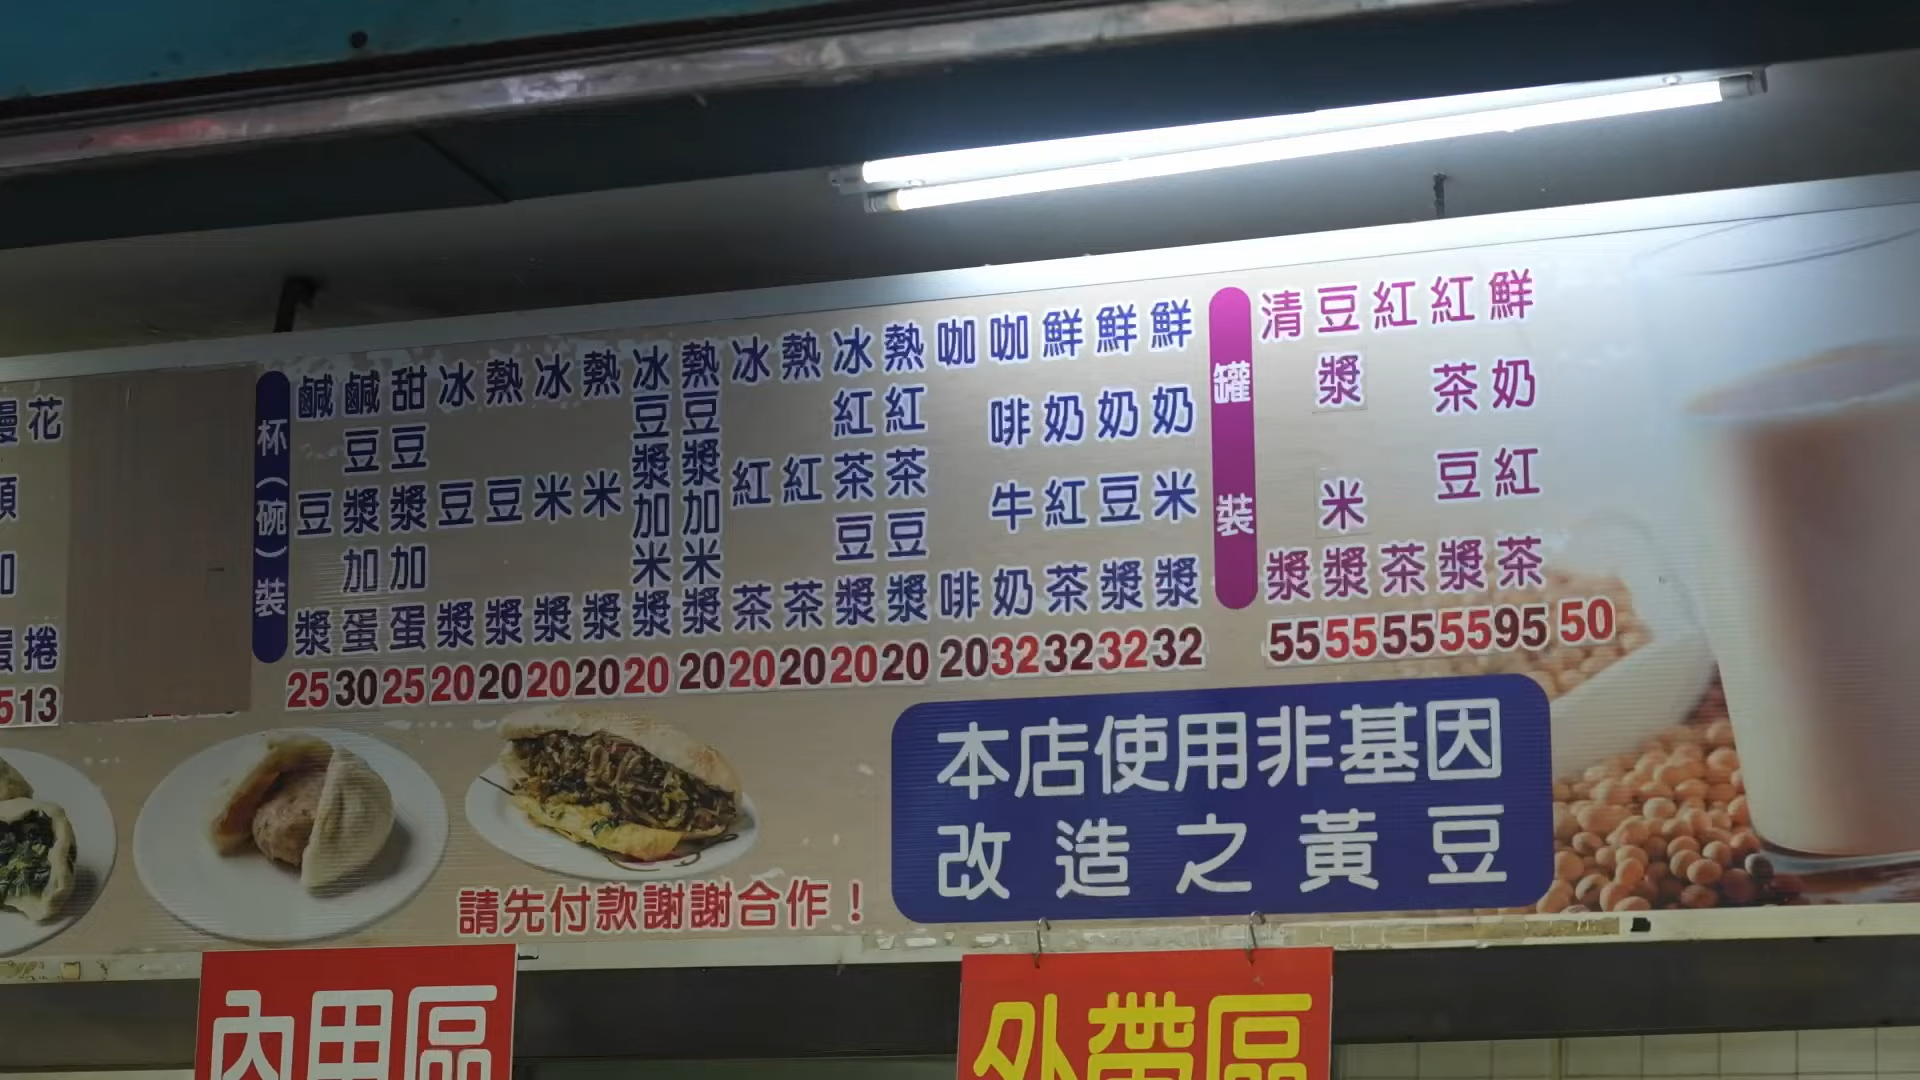 花捲
13
杯(碗)裝
鹹豆漿
鹹豆漿加蛋
甜豆漿加蛋
冰豆漿
熱豆漿
冰米漿
熱米漿
冰豆漿加米漿
熱豆漿加米漿
冰紅茶
熱紅茶
冰紅茶豆漿
熱紅茶豆漿
咖啡
咖啡牛奶
鮮奶紅茶
鮮奶豆漿
鮮奶米漿
25 30 25 20 20 20 20 20 20 20 20 20 20 20 32 32 32 32
罐裝
清漿
豆漿米漿
紅茶
紅茶豆漿
鮮奶紅茶
55 55 55 55 95 50
本店使用非基因
改造之黃豆
請先付款謝謝合作！
內用區
外帶區